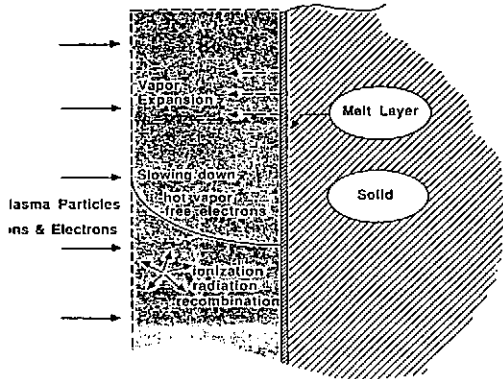 Vapor
Expansion
Melt Layer
Slowing down
Solid
hot vapor
free electrons
lasma Particles
ons & Electrons
ionization
radiation
recombination